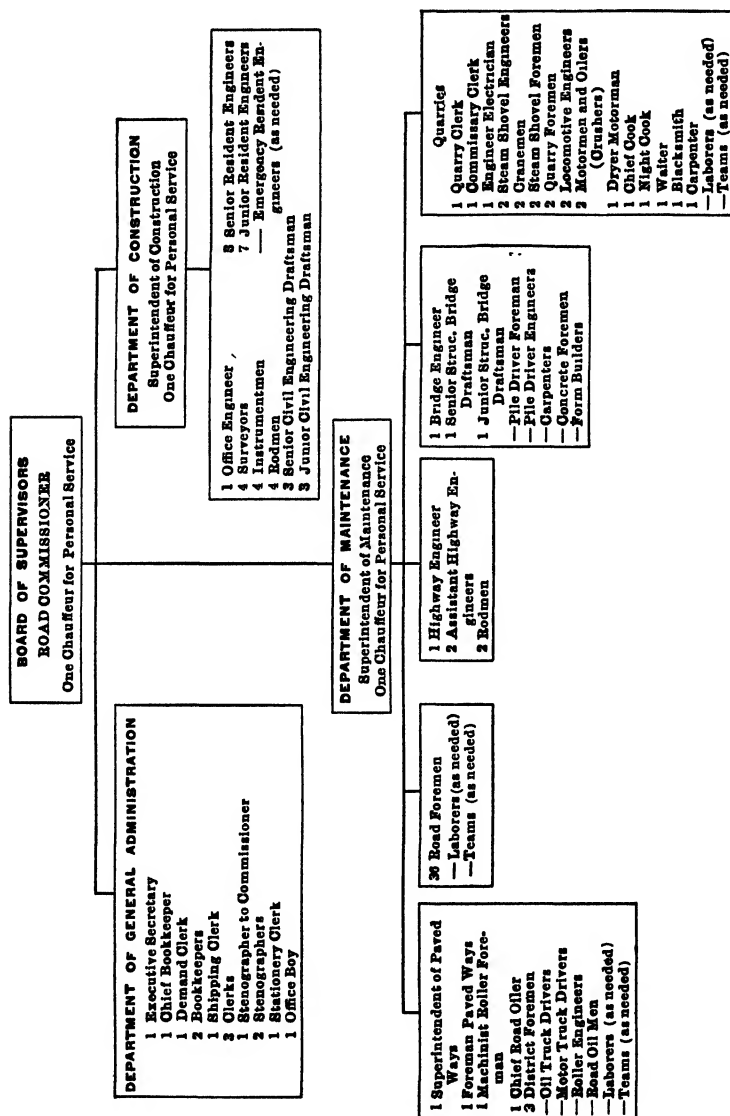 BOARD OF SUPERVISORS
ROAD COMMISSIONER
One Chauffeur for Personal Service
DEPARTMENT OF GENERAL ADMINISTRATION
1 Executive Secretary
1 Chief Bookkeeper
1 Demand Clerk
2 Bookkeepers
1 Shipping Clerk
3 Clerks
1 Stenographer to Commissioner
2 Stenographers
1 Stationery Clerk
1 Office Boy
DEPARTMENT OF CONSTRUCTION
Superintendent of Construction
One Chauffeur for Personal Service
1 Office Engineer
4 Surveyors
4 Instrumentmen
4 Rodmen
3 Senior Civil Engineering Draftsman
3 Junior Civil Engineering Draftsman
8 Senior Resident Engineers
7 Junior Resident Engineers
— Emergency Resident En-
gineers (as needed)
DEPARTMENT OF MAINTENANCE
Superintendent of Maintenance
One Chauffeur for Personal Service
1 Superintendent of Paved
Ways
1 Foreman Paved Ways
1 Machinist Roller Fore-
man
1 Chief Road Oiler
3 District Foremen
—Oil Truck Drivers
—Motor Truck Drivers
—Roller Engineers
—Road Oil Men
—Laborers (as needed)
—Teams (as needed)
36 Road Foremen
—Laborers (as needed)
—Teams (as needed)
1 Highway Engineer
2 Assistant Highway En-
gineers
2 Rodmen
1 Bridge Engineer
1 Senior Struc. Bridge
Draftsman
1 Junior Struc. Bridge
Draftsman
—Pile Driver Foreman
—Pile Driver Engineers
—Carpenters
—Concrete Foremen
—Form Builders
Quarries
1 Quarry Clerk
1 Commissary Clerk
1 Engineer Electrician
2 Steam Shovel Engineers
2 Cranemen
2 Steam Shovel Foremen
2 Quarry Foremen
2 Locomotive Engineers
2 Motormen and Oilers
(Crushers)
1 Dryer Motorman
1 Chief Cook
1 Night Cook
1 Waiter
1 Blacksmith
1 Carpenter
—Laborers (as needed)
—Teams (as needed)